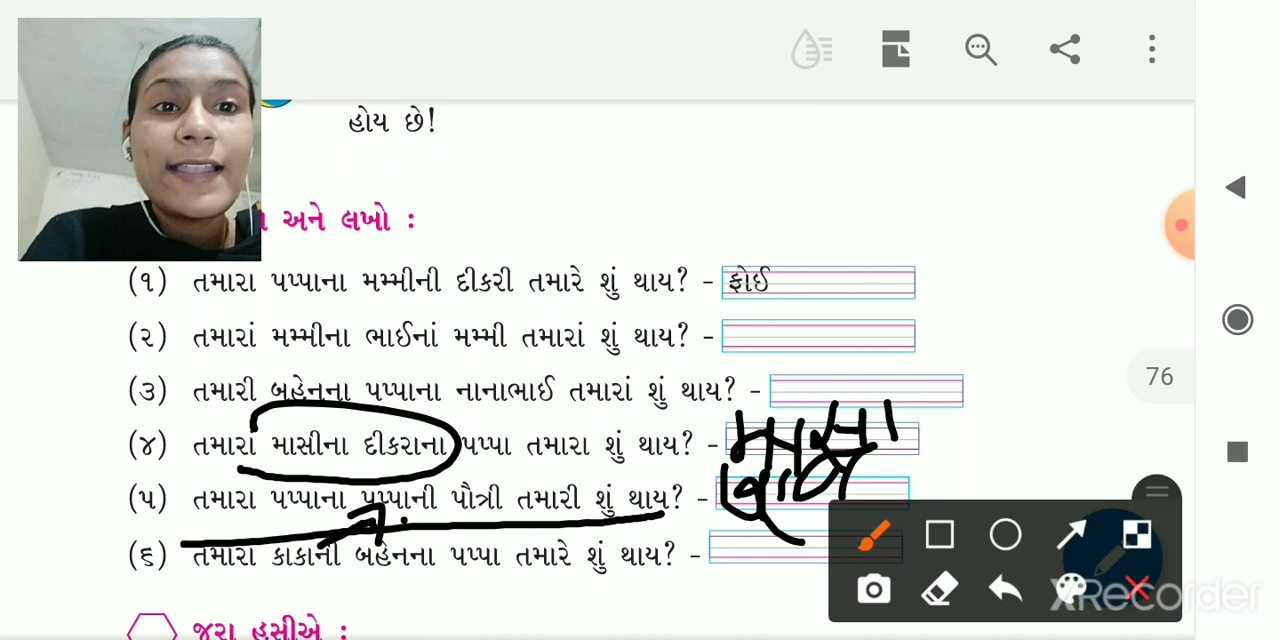 હોય છે!
અને લખો :
(૧) તમારા પપ્પાના મમ્મીની દીકરી તમારે શું થાય? - ફોઈ
(૨) તમારાં મમ્મીના ભાઈનાં મમ્મી તમારાં શું થાય? -
(૩) તમારી બહેનના પપ્પાના નાનાભાઈ તમારાં શું થાય? -
(૪) તમારાં માસીના દીકરાના પપ્પા તમારા શું થાય? -
(૫) તમારા પપ્પાના પપ્પાની પૌત્રી તમારી શું થાય? -
(૬) તમારા કાકાની બહેનના પપ્પા તમારે શું થાય? -
76
XRecorder
જરા હસીએ :